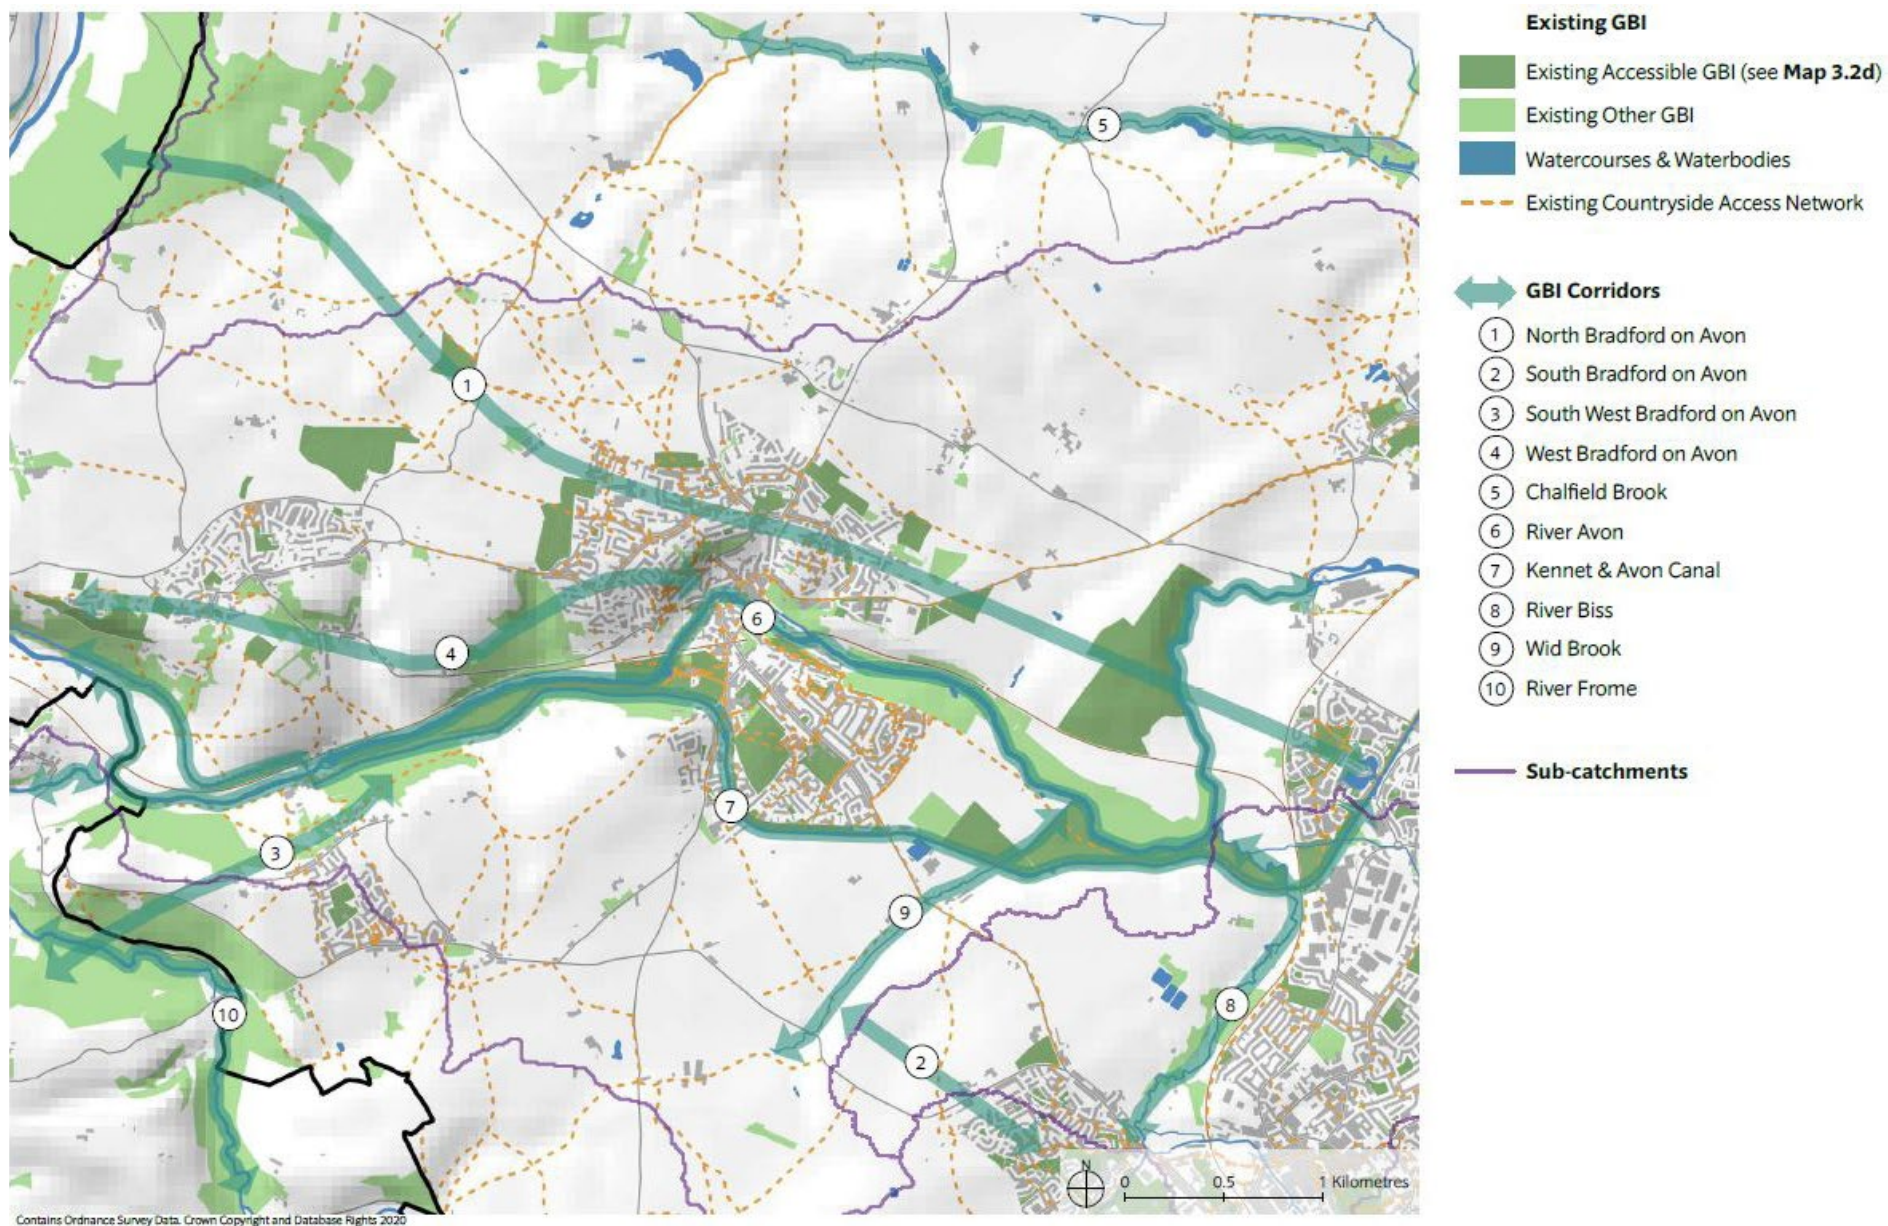 Existing GBI
Existing Accessible GBI (see Map 3.2d)
Existing Other GBI
Watercourses & Waterbodies
Existing Countryside Access Network
GBI Corridors
1 North Bradford on Avon
2 South Bradford on Avon
3 South West Bradford on Avon
4 West Bradford on Avon
5 Chalfield Brook
6 River Avon
7 Kennet & Avon Canal
8 River Biss
9 Wid Brook
10 River Frome
Sub-catchments
5
1
6
4
7
3
9
8
10
2
N
0 0.5 1 Kilometres
Contains Ordnance Survey Data. Crown Copyright and Database Rights 2020